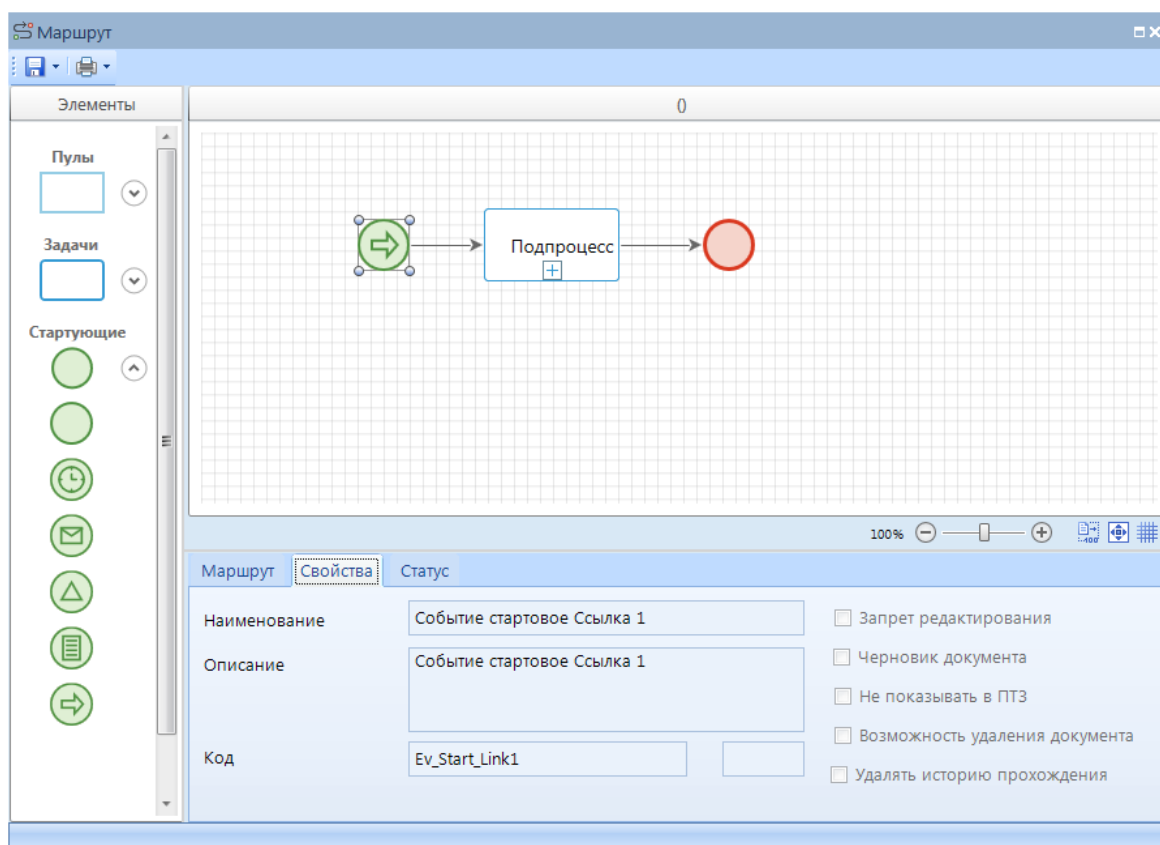 Маршрут
Элементы
()
Пулы
Задачи
Стартующие
Подпроцесс
100%
Маршрут Свойства Статус
Наименование Событие стартовое Ссылка 1
Описание Событие стартовое Ссылка 1
Код Ev_Start_Link1
Запрет редактирования
Черновик документа
Не показывать в ПТЗ
Возможность удаления документа
Удалять историю прохождения